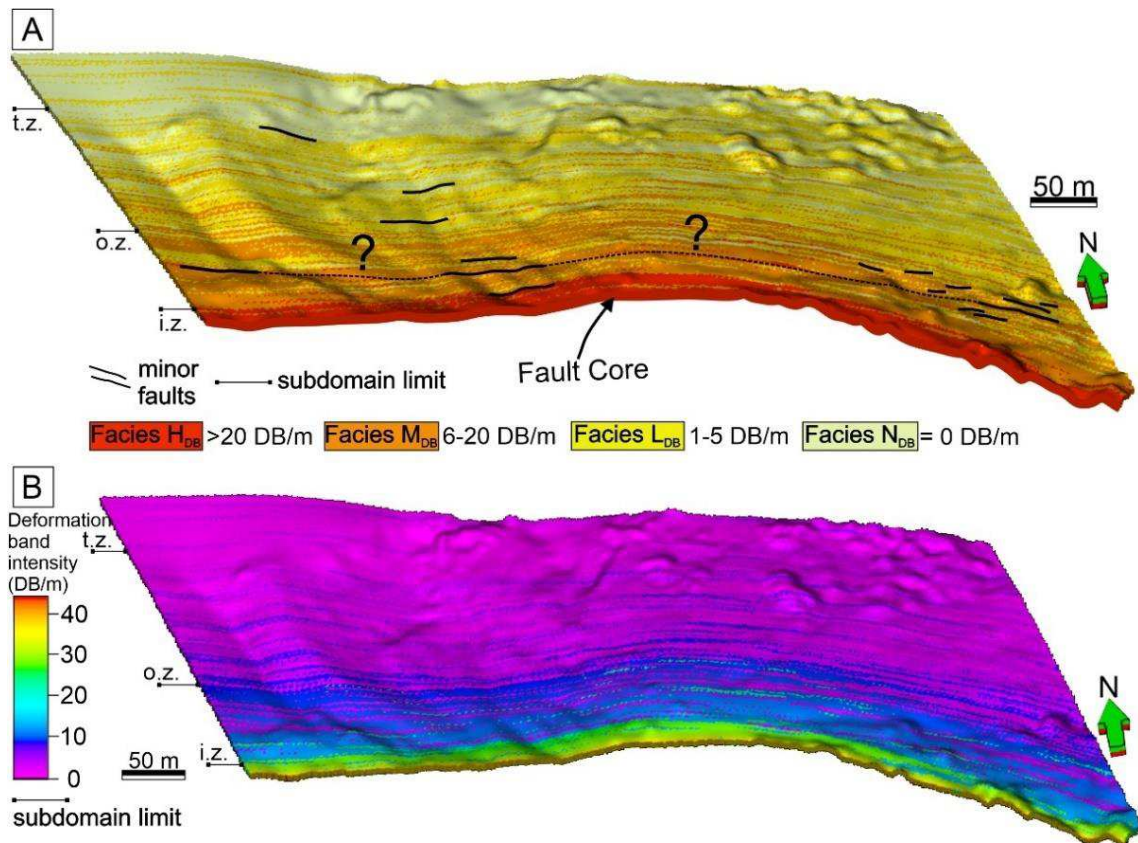 A
t.z.
50 m
?
?
N
o.z.
i.z.
minor
faults
subdomain limit
Fault Core
Facies HDB >20 DB/m Facies MDB 6-20 DB/m Facies LDB 1-5 DB/m Facies NDB = 0 DB/m
B
Deformation
band
intensity
(DB/m)
t.z.
40
30
20
10
0
o.z.
N
50 m
i.z.
subdomain limit